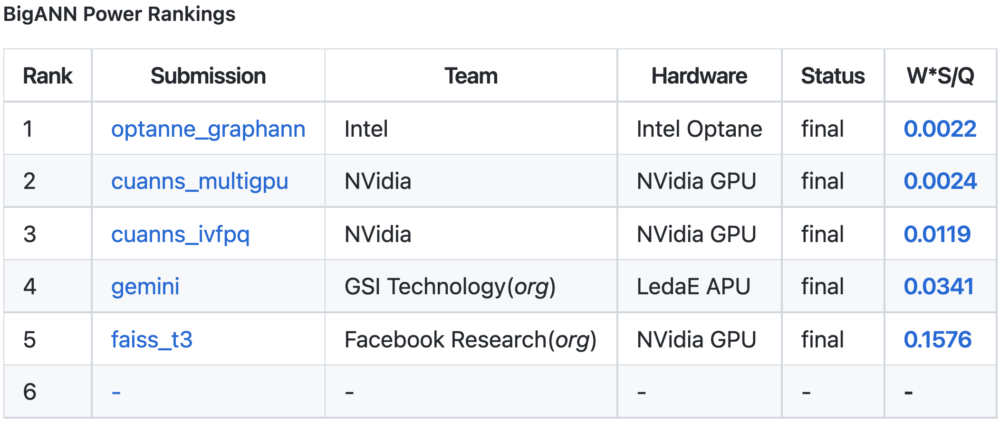 BigANN Power Rankings
Rank Submission Team Hardware Status W*S/Q
1 optanne_graphann Intel Intel Optane final 0.0022
2 cuanns_multigpu NVidia NVidia GPU final 0.0024
3 cuanns_ivfpq NVidia NVidia GPU final 0.0119
4 gemini GSI Technology(org) LedaE APU final 0.0341
5 faiss_t3 Facebook Research(org) NVidia GPU final 0.1576
6 - - - - -